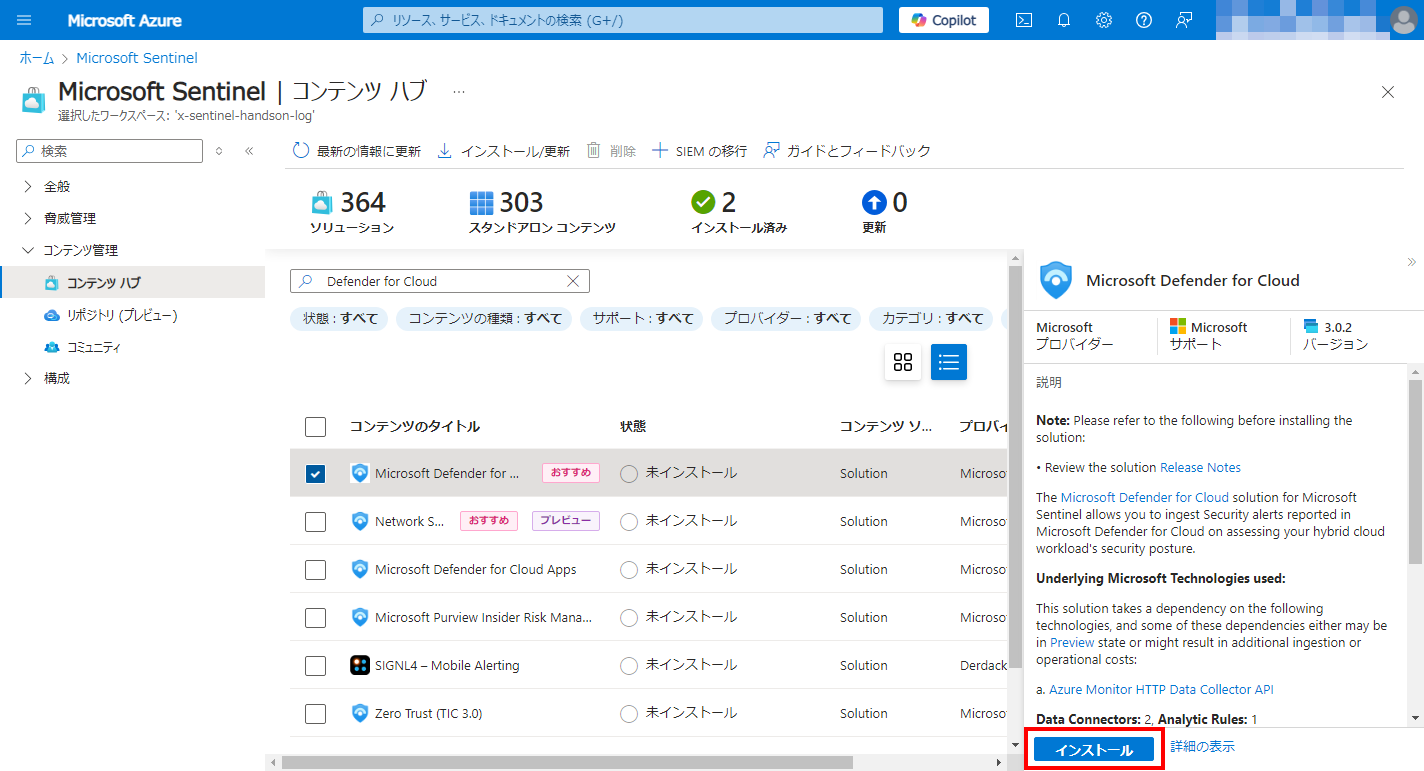 Microsoft Azure
リソース、サービス、ドキュメントの検索 (G+/)
Copilot
ホーム > Microsoft Sentinel
Microsoft Sentinel | コンテンツ ハブ ...
選択したワークスペース: 'x-sentinel-handson-log'
検索
最新の情報に更新 インストール/更新 削除 SIEM の移行 ガイドとフィードバック
全般
脅威管理
コンテンツ管理
コンテンツ ハブ
リポジトリ (プレビュー)
コミュニティ
構成
364
ソリューション
303
スタンドアロン コンテンツ
2
インストール済み
0
更新
Defender for Cloud
状態 : すべて コンテンツの種類 : すべて サポート : すべて プロバイダー : すべて カテゴリ : すべて
コンテンツのタイトル 状態 コンテンツ ソ... プロバイ
Microsoft Defender for ... おすすめ 未インストール Solution Microso
Network S... おすすめ プレビュー 未インストール Solution Microso
Microsoft Defender for Cloud Apps 未インストール Solution Microso
Microsoft Purview Insider Risk Mana... 未インストール Solution Microso
SIGNL4 – Mobile Alerting 未インストール Solution Derdack
Zero Trust (TIC 3.0) 未インストール Solution Microso
Microsoft Defender for Cloud
Microsoft
プロバイダー
Microsoft
サポート
3.0.2
バージョン
説明
Note: Please refer to the following before installing the
solution:
• Review the solution Release Notes
The Microsoft Defender for Cloud solution for Microsoft
Sentinel allows you to ingest Security alerts reported in
Microsoft Defender for Cloud on assessing your hybrid cloud
workload's security posture.
Underlying Microsoft Technologies used:
This solution takes a dependency on the following
technologies, and some of these dependencies either may be
in Preview state or might result in additional ingestion or
operational costs:
a. Azure Monitor HTTP Data Collector API
Data Connectors: 2, Analytic Rules: 1
インストール 詳細の表示